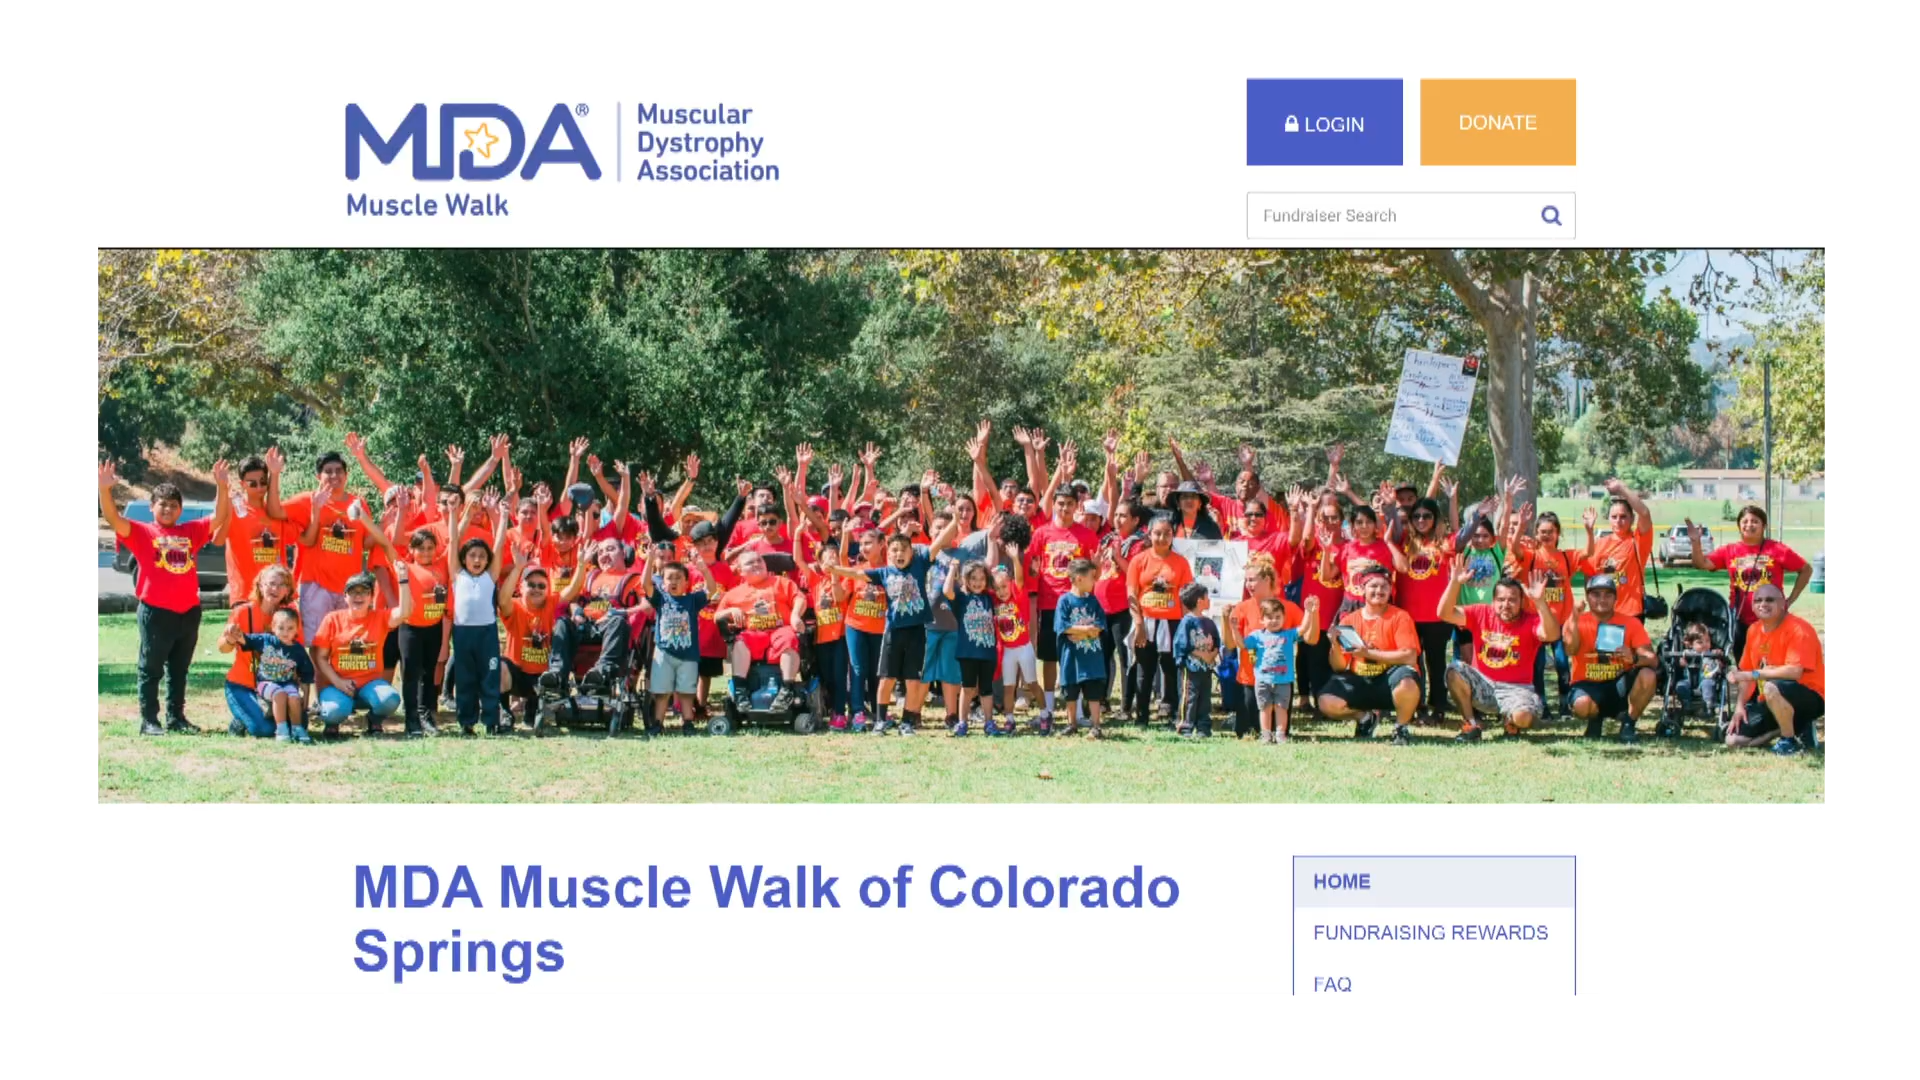 MDA®
Muscular
Dystrophy
Association
Muscle Walk
LOGIN
DONATE
Fundraiser Search
Christopher's
MDA Muscle Walk of Colorado
Springs
HOME
FUNDRAISING REWARDS
FAQ